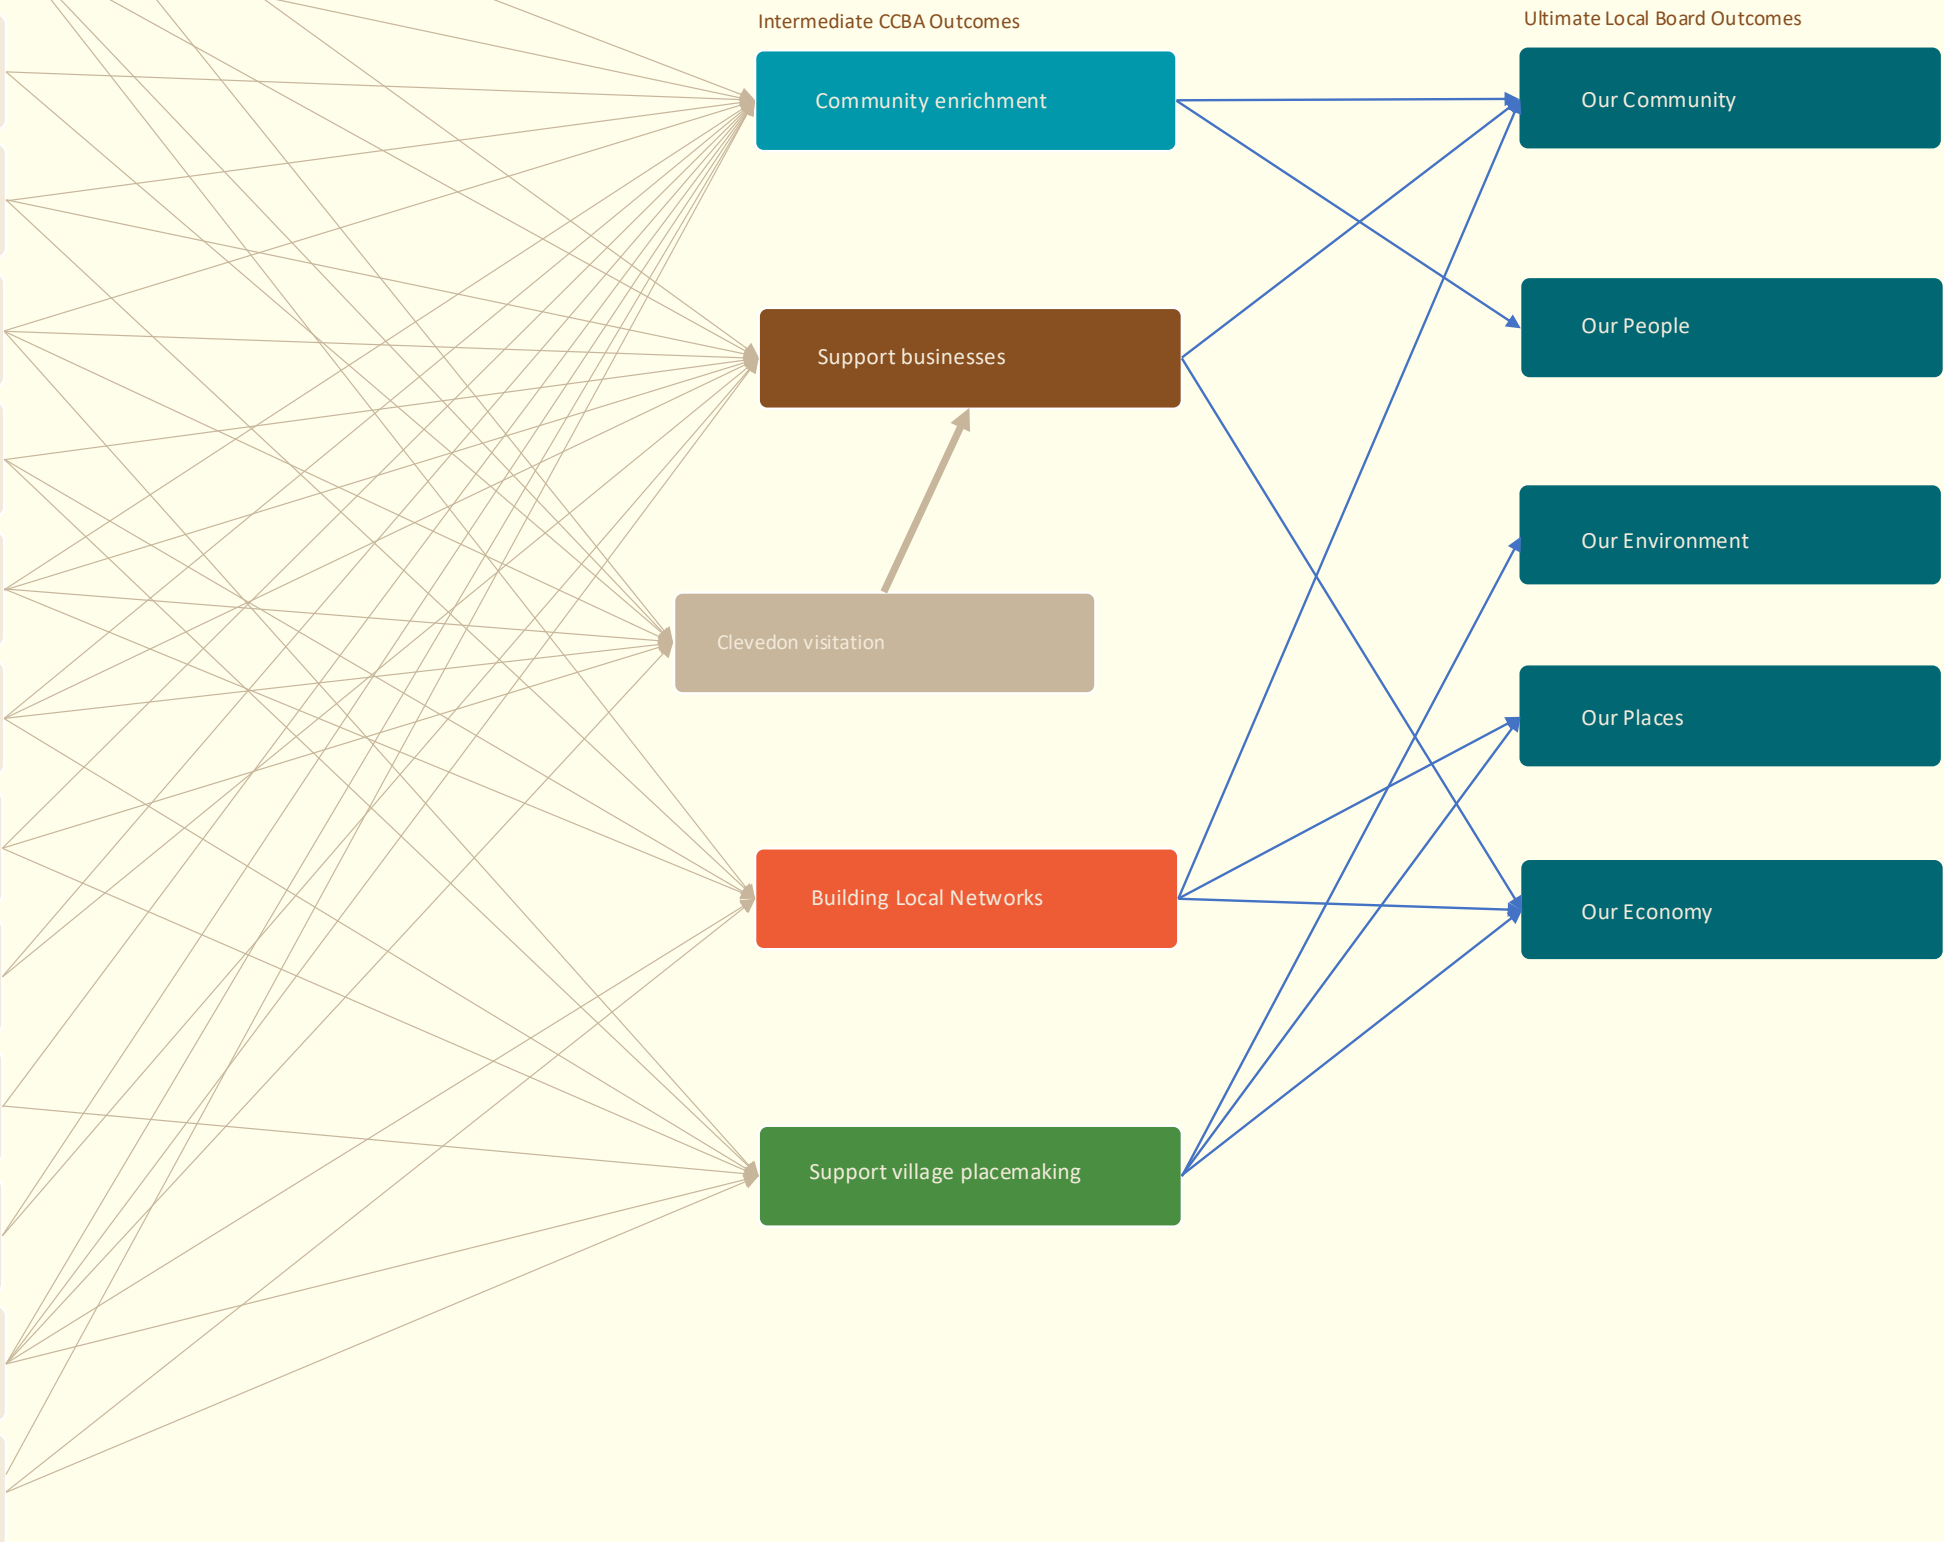 Intermediate CCBA Outcomes
Ultimate Local Board Outcomes
Community enrichment
Our Community
Support businesses
Our People
Clevedon visitation
Our Environment
Our Places
Building Local Networks
Our Economy
Support village placemaking